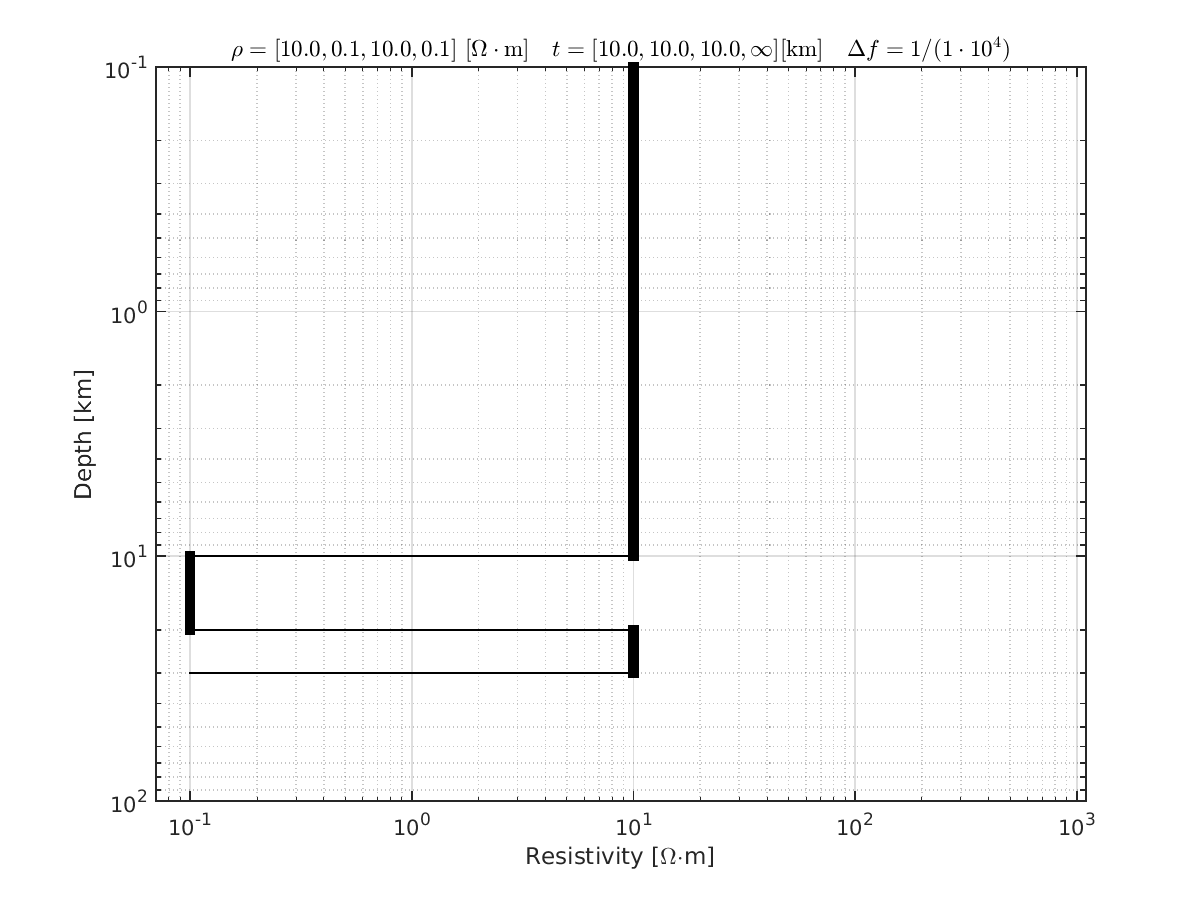 ρ = [10.0, 0.1, 10.0, 0.1] [Ω · m] t = [10.0, 10.0, 10.0, ∞][km] Δf = 1/(1 · 10⁴)
10⁻¹
10⁰
10¹
10²
Depth [km]
10⁻¹ 10⁰ 10¹ 10² 10³
Resistivity [Ω·m]